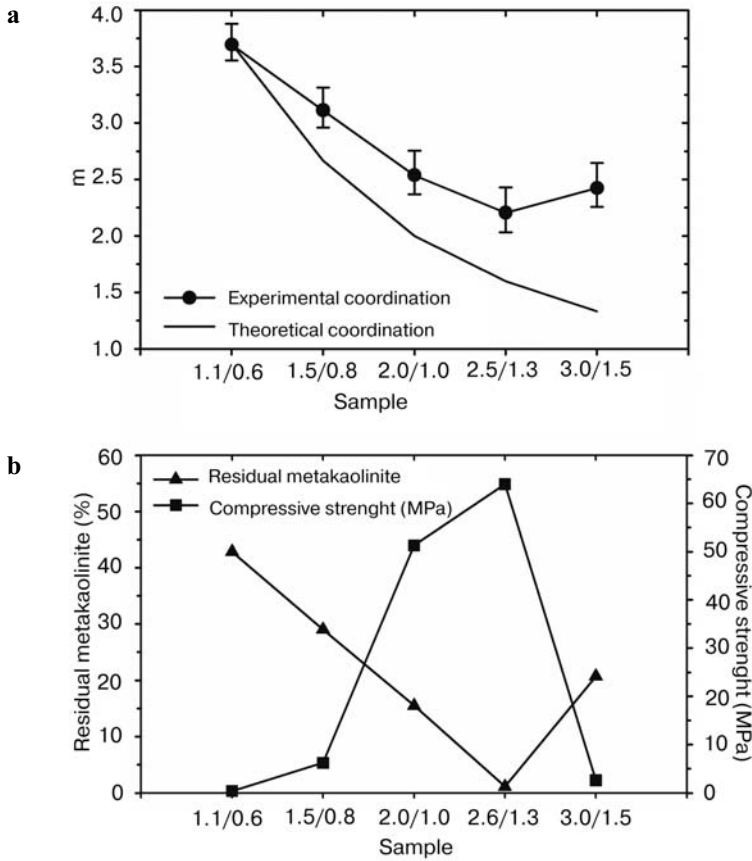 a
4.0
3.5
3.0
2.5
2.0
1.5
1.0
m
Experimental coordination
Theoretical coordination
1.1/0.6 1.5/0.8 2.0/1.0 2.5/1.3 3.0/1.5
Sample
b
60
50
40
30
20
10
0
Residual metakaolinite (%)
Residual metakaolinite
Compressive strenght (MPa)
70
60
50
40
30
20
10
0
Compressive strenght (MPa)
1.1/0.6 1.5/0.8 2.0/1.0 2.6/1.3 3.0/1.5
Sample